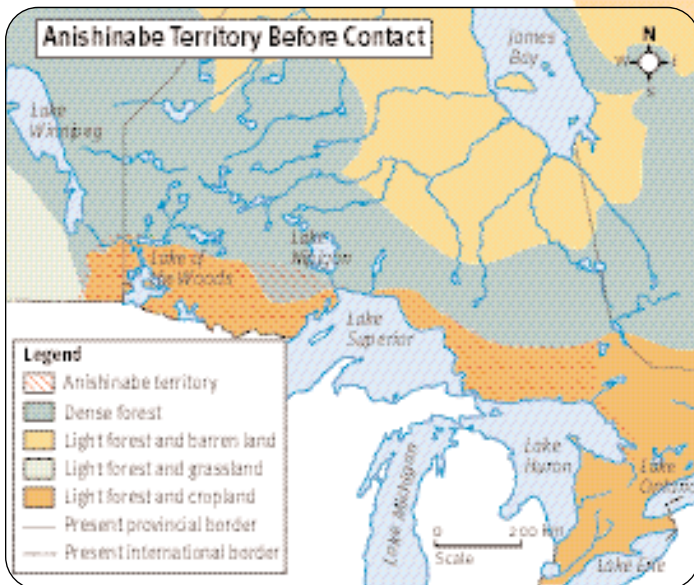 Anishinabe Territory Before Contact
James
Bay
N
W
E
S
Lake
Winnipeg
Lake of
the Woods
Lake
Nipigon
Lake
Superior
Legend
Anishinabe territory
Dense forest
Light forest and barren land
Light forest and grassland
Light forest and cropland
Present provincial border
Present international border
Lake
Huron
Lake Michigan
Lake
Ontario
Lake Erie
0
200 km
Scale